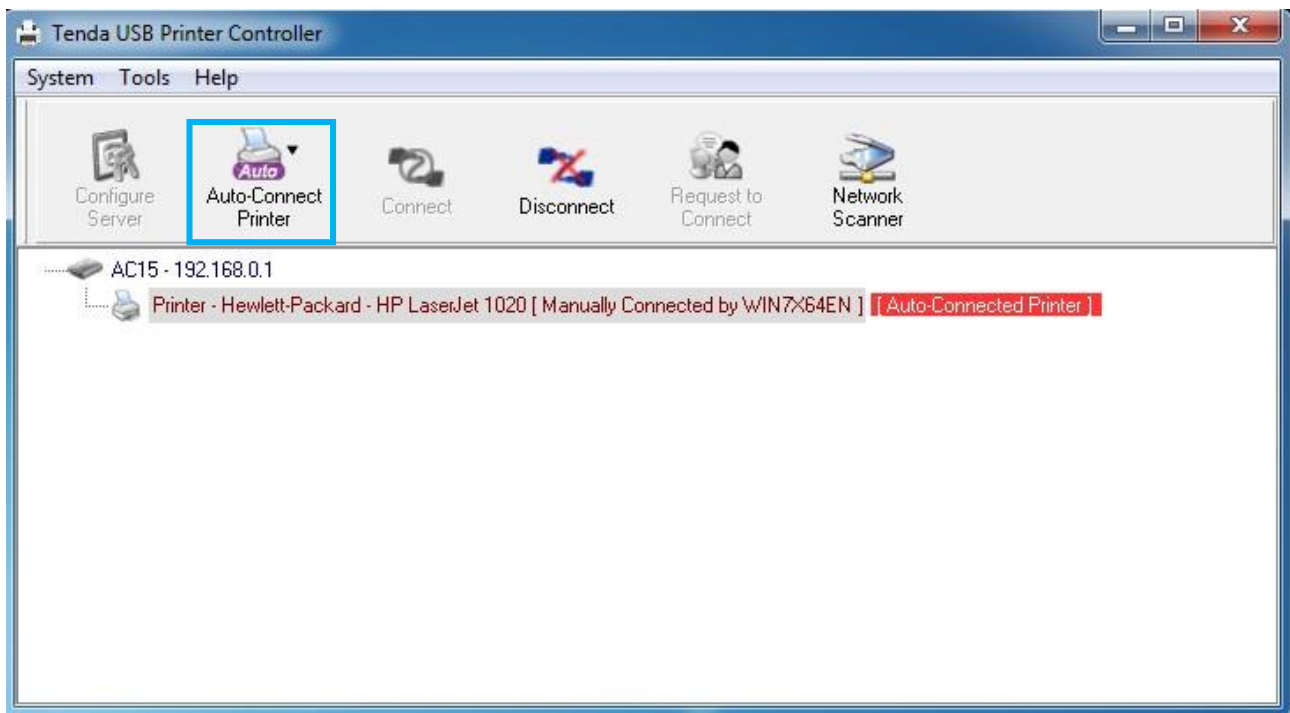 Tenda USB Printer Controller
System Tools Help
Auto
Configure Server
Auto-Connect Printer
Connect
Disconnect
Request to Connect
Network Scanner
AC15 - 192.168.0.1
Printer - Hewlett-Packard - HP LaserJet 1020 [ Manually Connected by WIN7X64EN ] [ Auto-Connected Printer ]